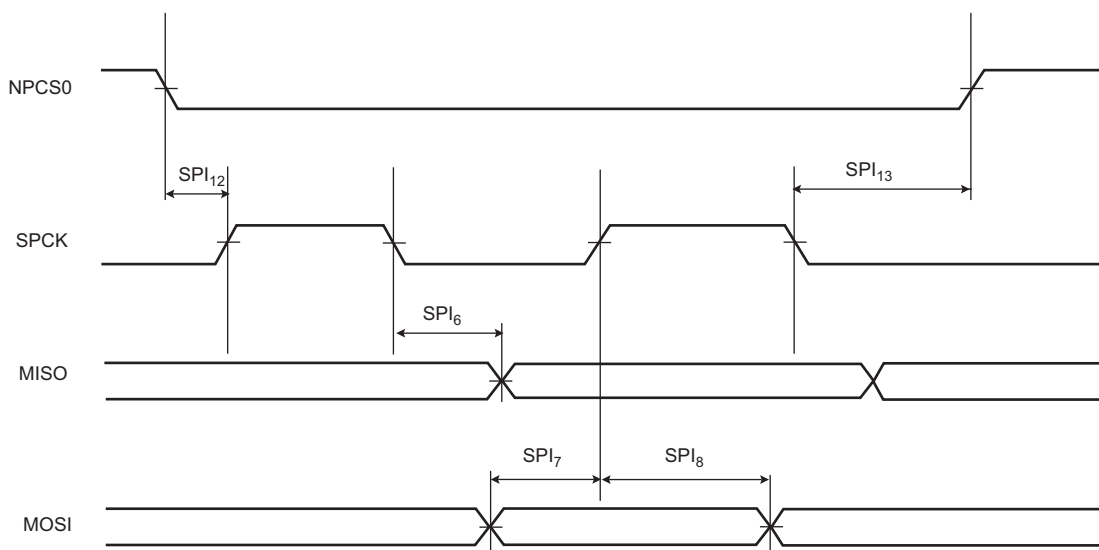 NPCS0
SPI₁₂
SPI₁₃
SPCK
SPI₆
MISO
SPI₇
SPI₈
MOSI